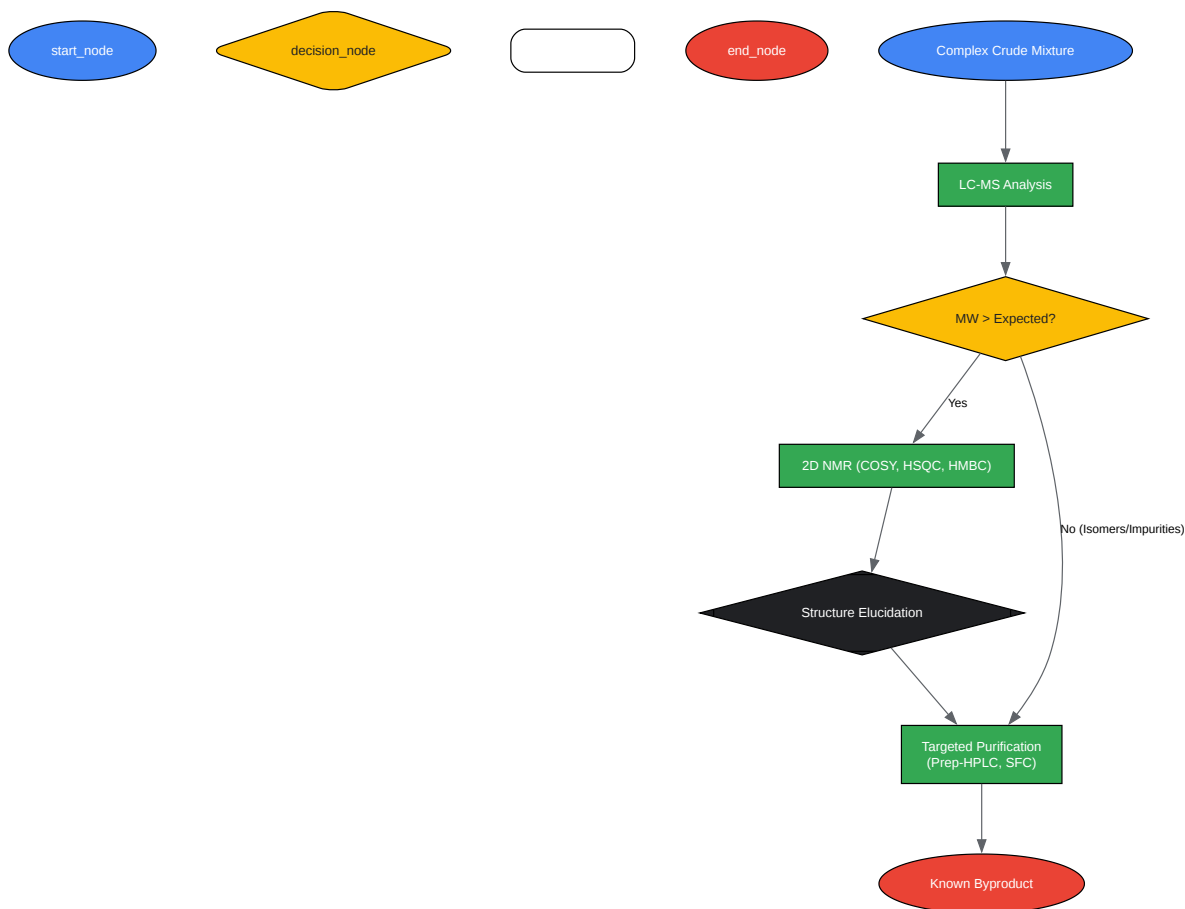 start_node
decision_node
end_node
Complex Crude Mixture
LC-MS Analysis
MW > Expected?
Yes
2D NMR (COSY, HSQC, HMBC)
No (Isomers/Impurities)
Structure Elucidation
Targeted Purification
(Prep-HPLC, SFC)
Known Byproduct